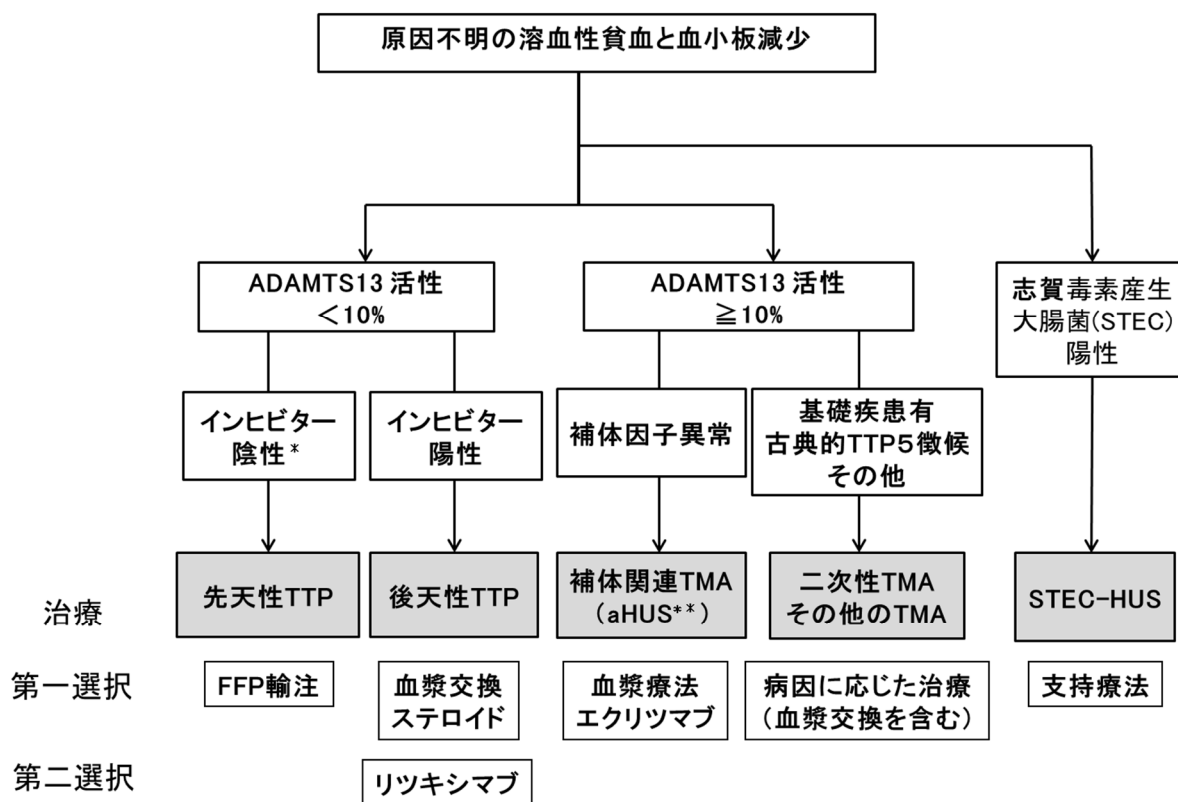 原因不明の溶血性貧血と血小板減少
ADAMTS13 活性
<10%
ADAMTS13 活性
≧10%
志賀毒素産生
大腸菌(STEC)
陽性
インヒビター
陰性*
インヒビター
陽性
補体因子異常
基礎疾患有
古典的TTP5徴候
その他
治療
先天性TTP
後天性TTP
補体関連TMA
(aHUS**)
二次性TMA
その他のTMA
STEC-HUS
第一選択
FFP輸注
血漿交換
ステロイド
血漿療法
エクリツマブ
病因に応じた治療
(血漿交換を含む)
支持療法
第二選択
リツキシマブ